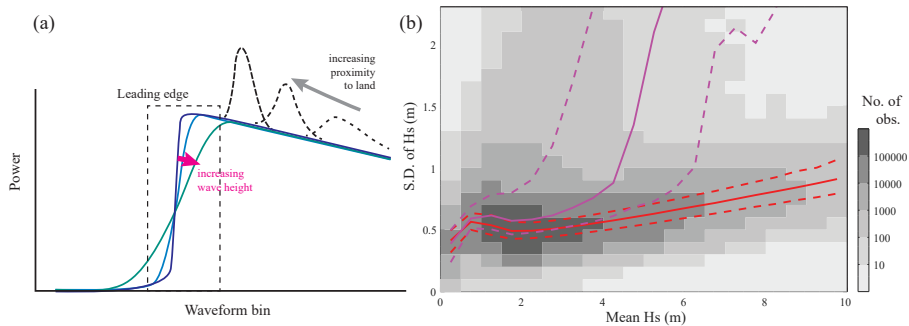 (a)
increasing
proximity
to land
Leading edge
increasing
wave height
Power
Waveform bin
(b)
S.D. of Hs (m)
2
1.5
1
0.5
0
0
2
4
6
8
10
Mean Hs (m)
No. of
obs.
100000
10000
1000
100
10